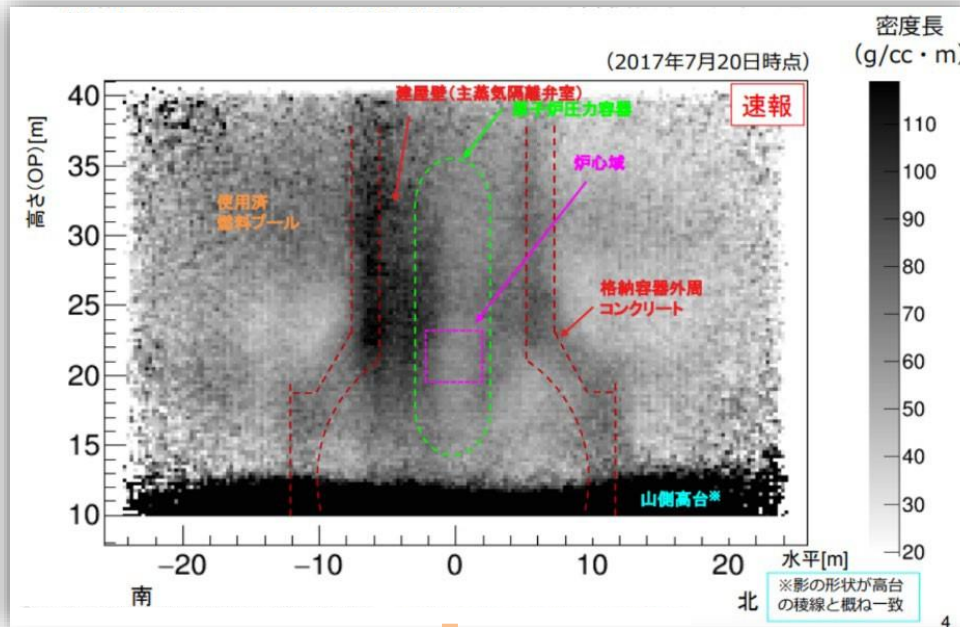 密度長
(g/cc・m)
(2017年7月20日時点)
速報
建屋壁(主蒸気隔離弁室)
原子炉圧力容器
炉心域
使用済
燃料プール
格納容器外周
コンクリート
山側高台※
高さ(OP)[m]
40
35
30
25
20
15
10
110
100
90
80
70
60
50
40
30
20
−20
−10
0
10
20
水平[m]
南
北
※影の形状が高台
の稜線と概ね一致
4